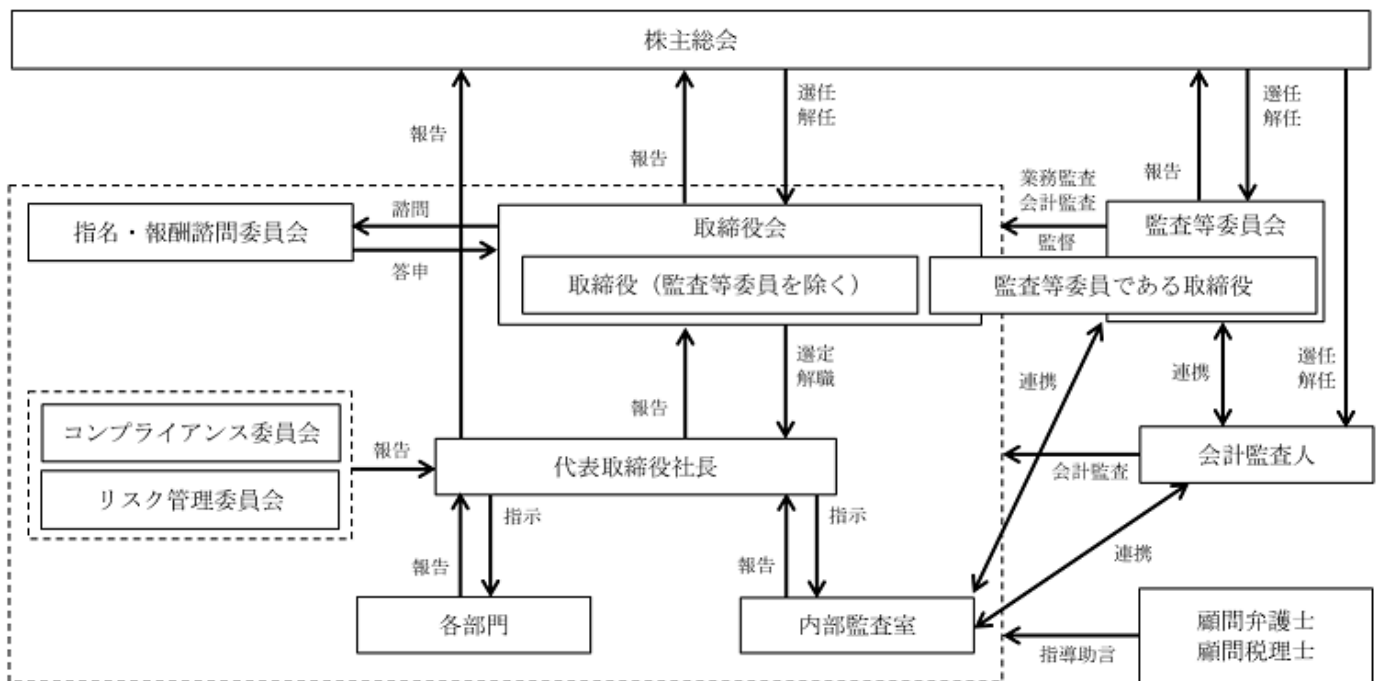 株主総会
報告
報告
選任
解任
報告
選任
解任
業務監査
会計監査
監督
指名・報酬諮問委員会
諮問
答申
取締役会
取締役（監査等委員を除く）
監査等委員会
監査等委員である取締役
選定
解職
報告
連携
連携
選任
解任
コンプライアンス委員会
リスク管理委員会
報告
代表取締役社長
会計監査
会計監査人
報告
指示
報告
指示
連携
各部門
内部監査室
指導助言
顧問弁護士
顧問税理士